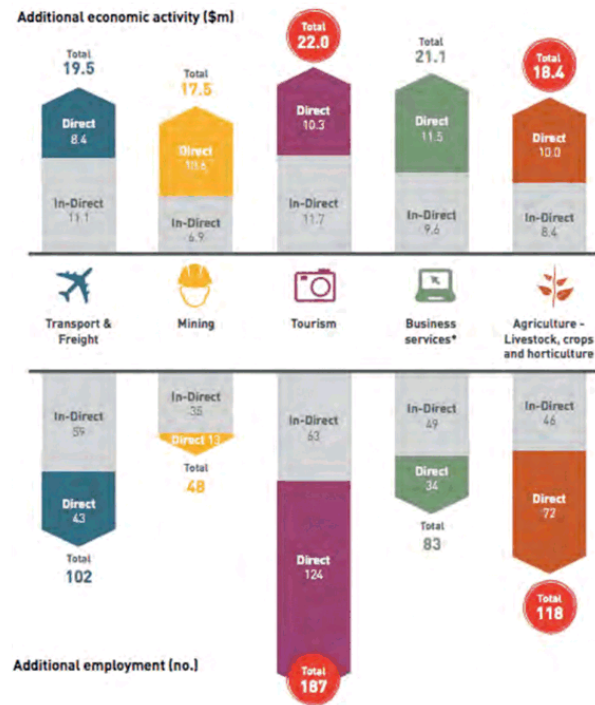 Additional economic activity ($m)
Total
19.5
Total
17.5
Total
22.0
Total
21.1
Total
18.4
Direct
8.4
Direct
10.6
Direct
10.3
Direct
11.5
Direct
10.0
In-Direct
11.1
In-Direct
6.9
In-Direct
11.7
In-Direct
9.6
In-Direct
8.4
Transport &
Freight
Mining
Tourism
Business
services*
Agriculture -
Livestock, crops
and horticulture
In-Direct
59
In-Direct
35
In-Direct
63
In-Direct
49
In-Direct
46
Direct
43
Direct 13
Direct
124
Direct
34
Direct
72
Total
102
Total
48
Total
187
Total
83
Total
118
Additional employment (no.)